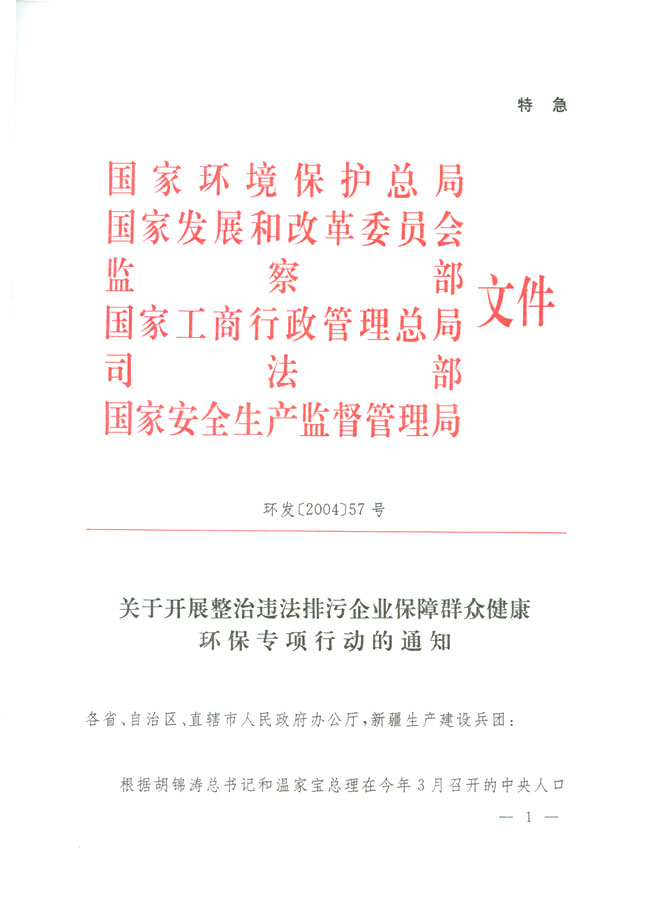 特 急
国家环境保护总局
国家发展和改革委员会
监察部
国家工商行政管理总局
司法部
国家安全生产监督管理局
文件
环发〔2004〕57号
关于开展整治违法排污企业保障群众健康
环保专项行动的通知
各省、自治区、直辖市人民政府办公厅，新疆生产建设兵团：
根据胡锦涛总书记和温家宝总理在今年3月召开的中央人口
— 1 —